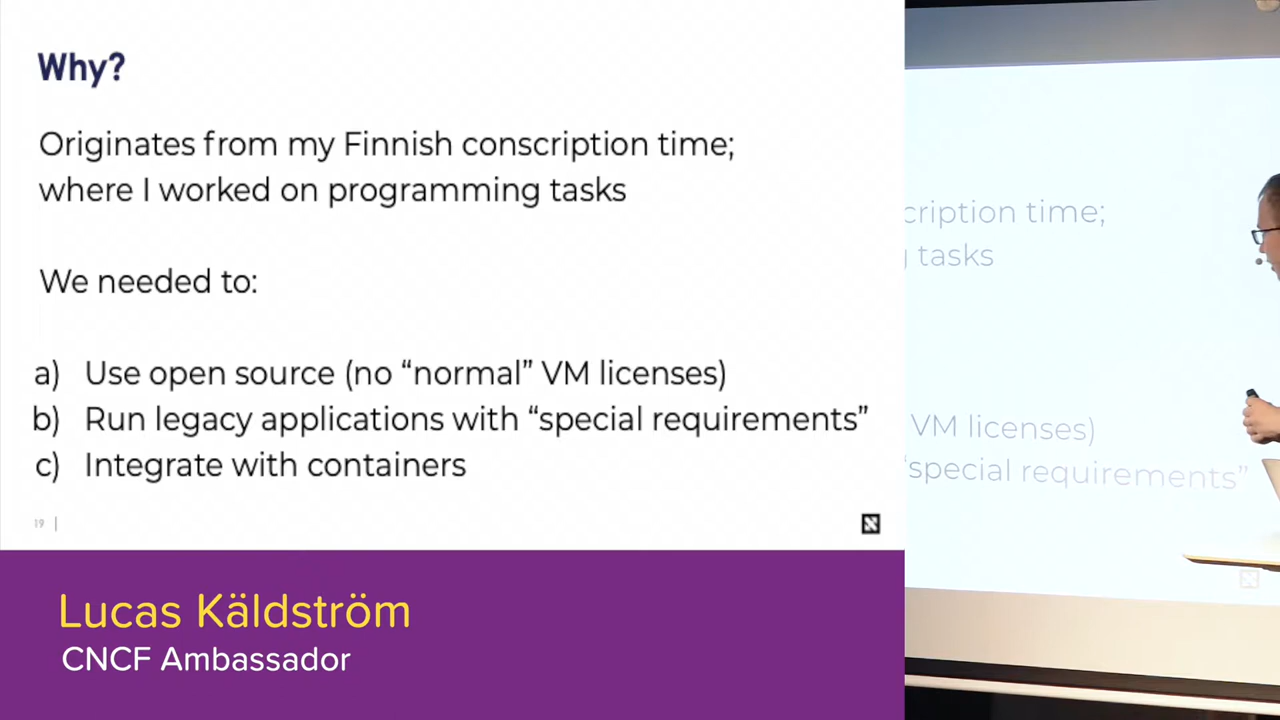 Why?
Originates from my Finnish conscription time;
where I worked on programming tasks
We needed to:
a) Use open source (no “normal” VM licenses)
b) Run legacy applications with “special requirements”
c) Integrate with containers
19 |
Lucas Käldström
CNCF Ambassador
cription time;
tasks
VM licenses)
“special requirements”